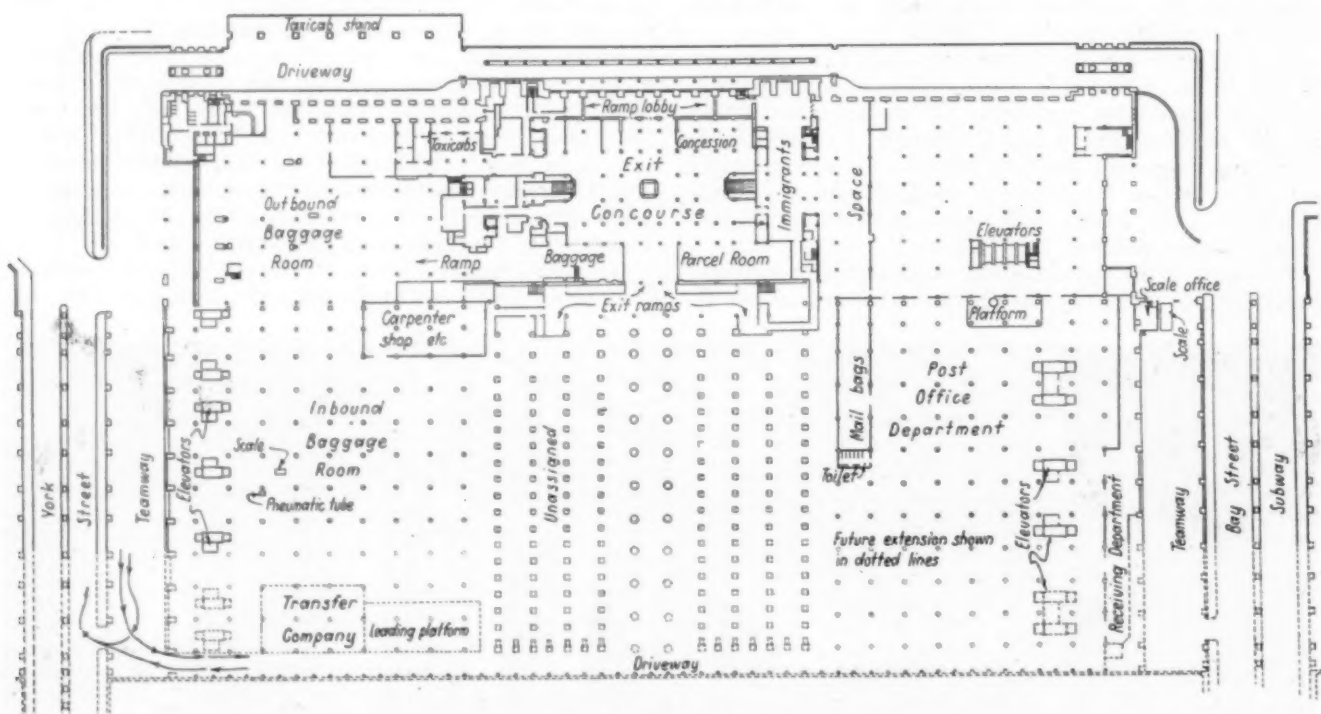 Taxicab stand
Driveway
Ramp lobby
Taxicabs
Concession
Exit
Concourse
Immigrants
Space
Outbound
Baggage
Room
Ramp
Baggage
Parcel Room
Elevators
Exit ramps
Carpenter
shop etc
Platform
Scale office
Scale
Post
Office
Department
Mail bags
Toilet
Inbound
Baggage
Room
Scale
Pneumatic tube
Elevators
Unassigned
York
Street
Teamway
Elevators
Receiving Department
Teamway
Bay Street
Subway
Future extension shown
in dotted lines
Transfer
Company
Loading platform
Driveway